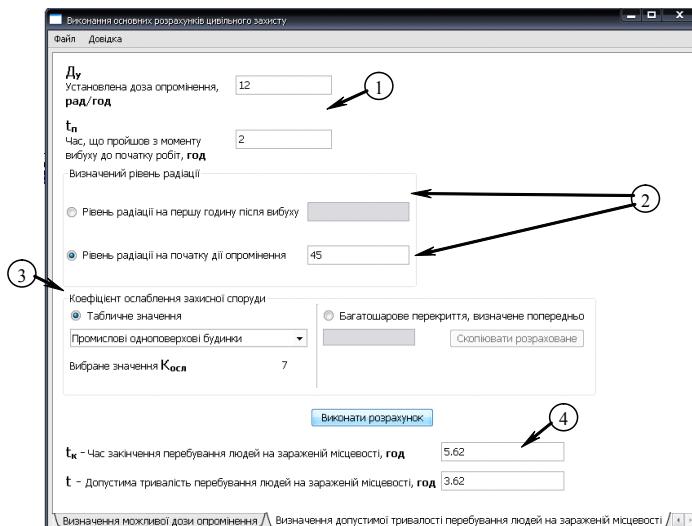 Виконання основних розрахунків цивільного захисту
Файл Довідка
Ду
Установлена доза опромінення, 12
рад/год
1
tп
Час, що пройшов з моменту 2
вибуху до початку робіт, год
Визначений рівень радіації
Рівень радіації на першу годину після вибуху
2
Рівень радіації на початку дії опромінення 45
3
Коефіцієнт ослаблення захисної споруди
Табличне значення Багатошарове перекриття, визначене попередньо
Промислові одноповерхові будинки Скопіювати розраховане
Вибране значення Косл 7
Виконати розрахунок
4
tк – Час закінчення перебування людей на зараженій місцевості, год 5.62
t – Допустима тривалість перебування людей на зараженій місцевості, год 3.62
Визначення можливої дози опромінення Визначення допустимої тривалості перебування людей на зараженій місцевості